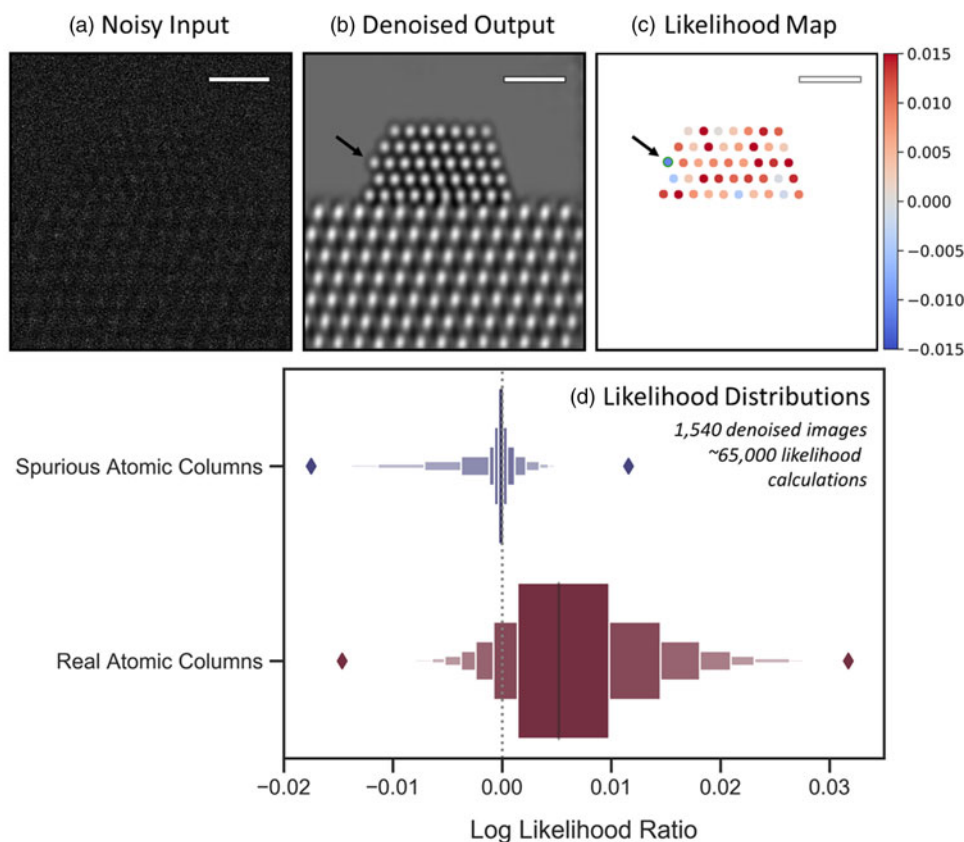 (a) Noisy Input
(b) Denoised Output
(c) Likelihood Map
0.015
0.010
0.005
0.000
−0.005
−0.010
−0.015
(d) Likelihood Distributions
1,540 denoised images
~65,000 likelihood
calculations
Spurious Atomic Columns
Real Atomic Columns
−0.02
−0.01
0.00
0.01
0.02
0.03
Log Likelihood Ratio